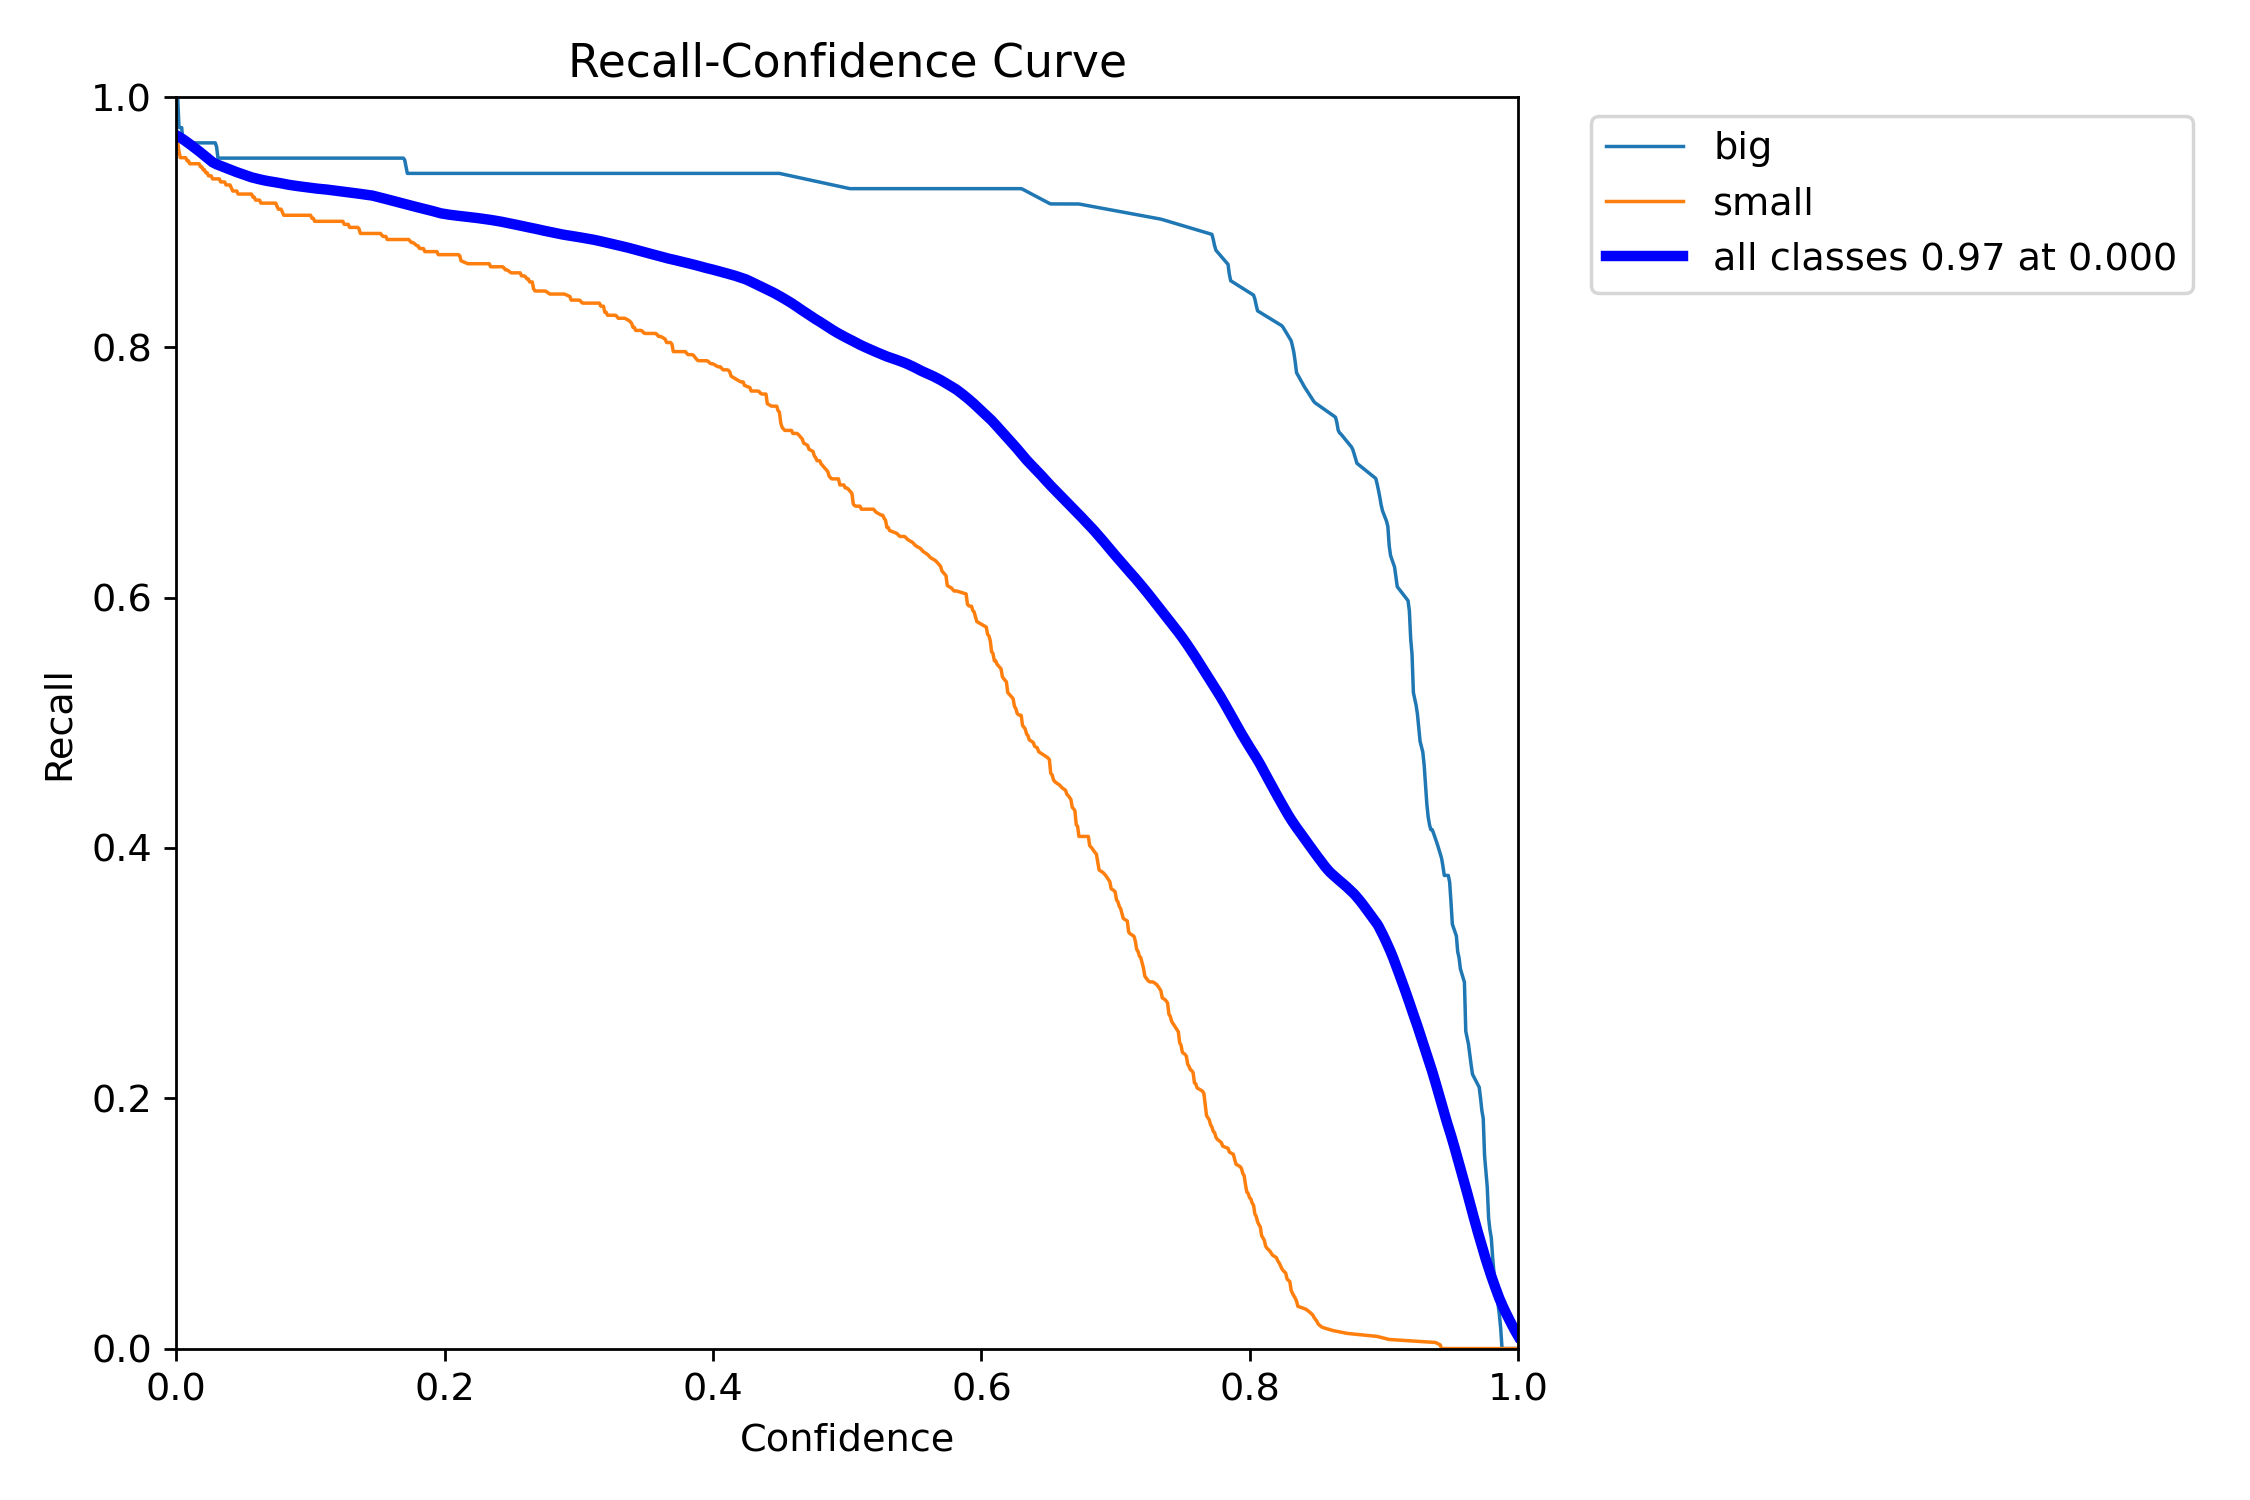 Recall-Confidence Curve
big
small
all classes 0.97 at 0.000
1.0
0.8
0.6
0.4
0.2
0.0
Recall
0.0 0.2 0.4 0.6 0.8 1.0
Confidence